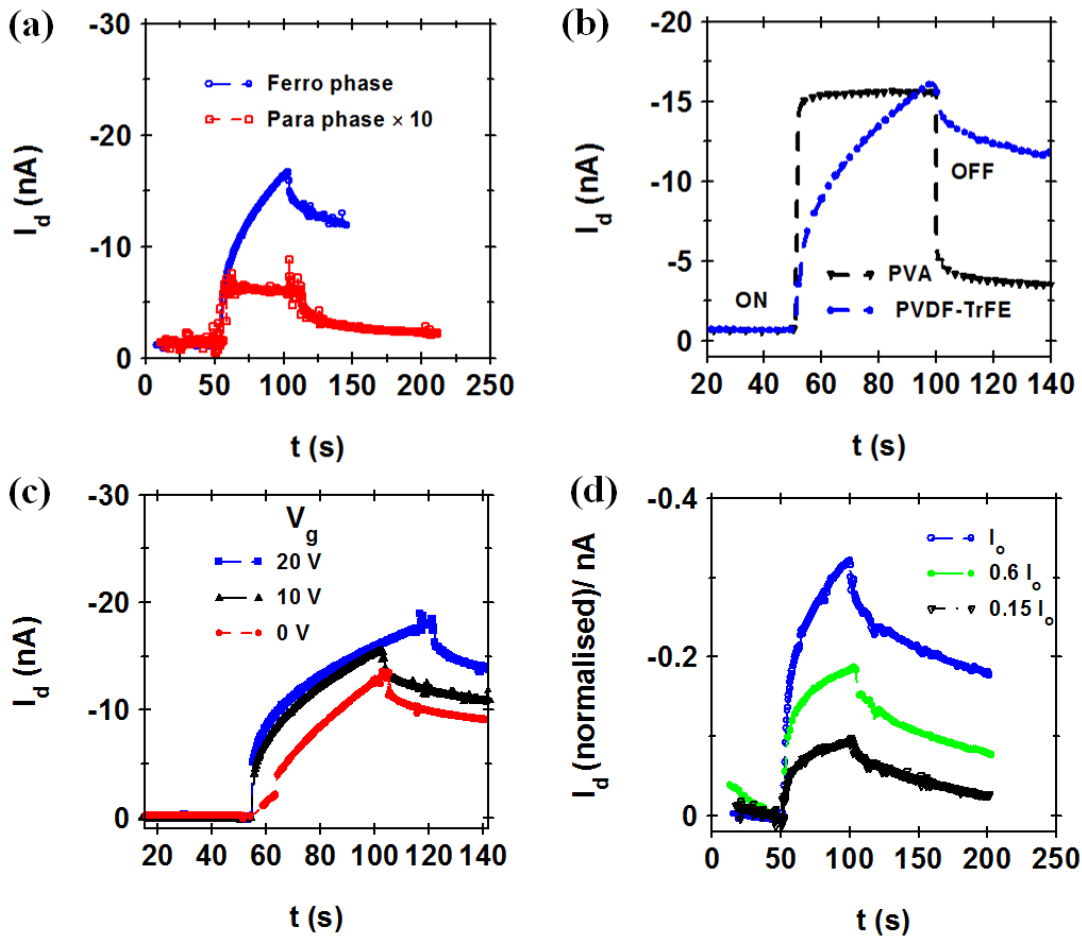 (a)
-30
-20
-10
0
I_d (nA)
Ferro phase
Para phase × 10
0 50 100 150 200 250
t (s)
(b)
-20
-15
-10
-5
0
I_d (nA)
OFF
ON
PVA
PVDF-TrFE
20 40 60 80 100 120 140
t (s)
(c)
-30
-20
-10
0
I_d (nA)
V_g
20 V
10 V
0 V
20 40 60 80 100 120 140
t (s)
(d)
-0.4
-0.2
0
I_d (normalised)/ nA
I_o
0.6 I_o
0.15 I_o
0 50 100 150 200 250
t (s)